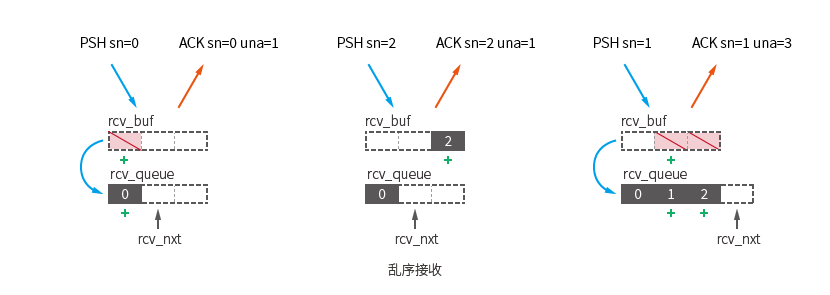 PSH sn=0
ACK sn=0 una=1
rcv_buf
+
rcv_queue
0
+
rcv_nxt
PSH sn=2
ACK sn=2 una=1
rcv_buf
2
+
rcv_queue
0
rcv_nxt
PSH sn=1
ACK sn=1 una=3
rcv_buf
+
rcv_queue
0 1 2
+ +
rcv_nxt
乱序接收